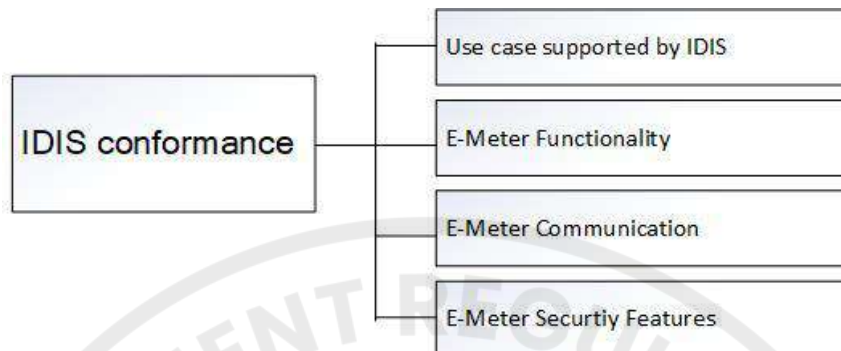 Use case supported by IDIS
IDIS conformance
E-Meter Functionality
E-Meter Communication
E-Meter Securtiy Features